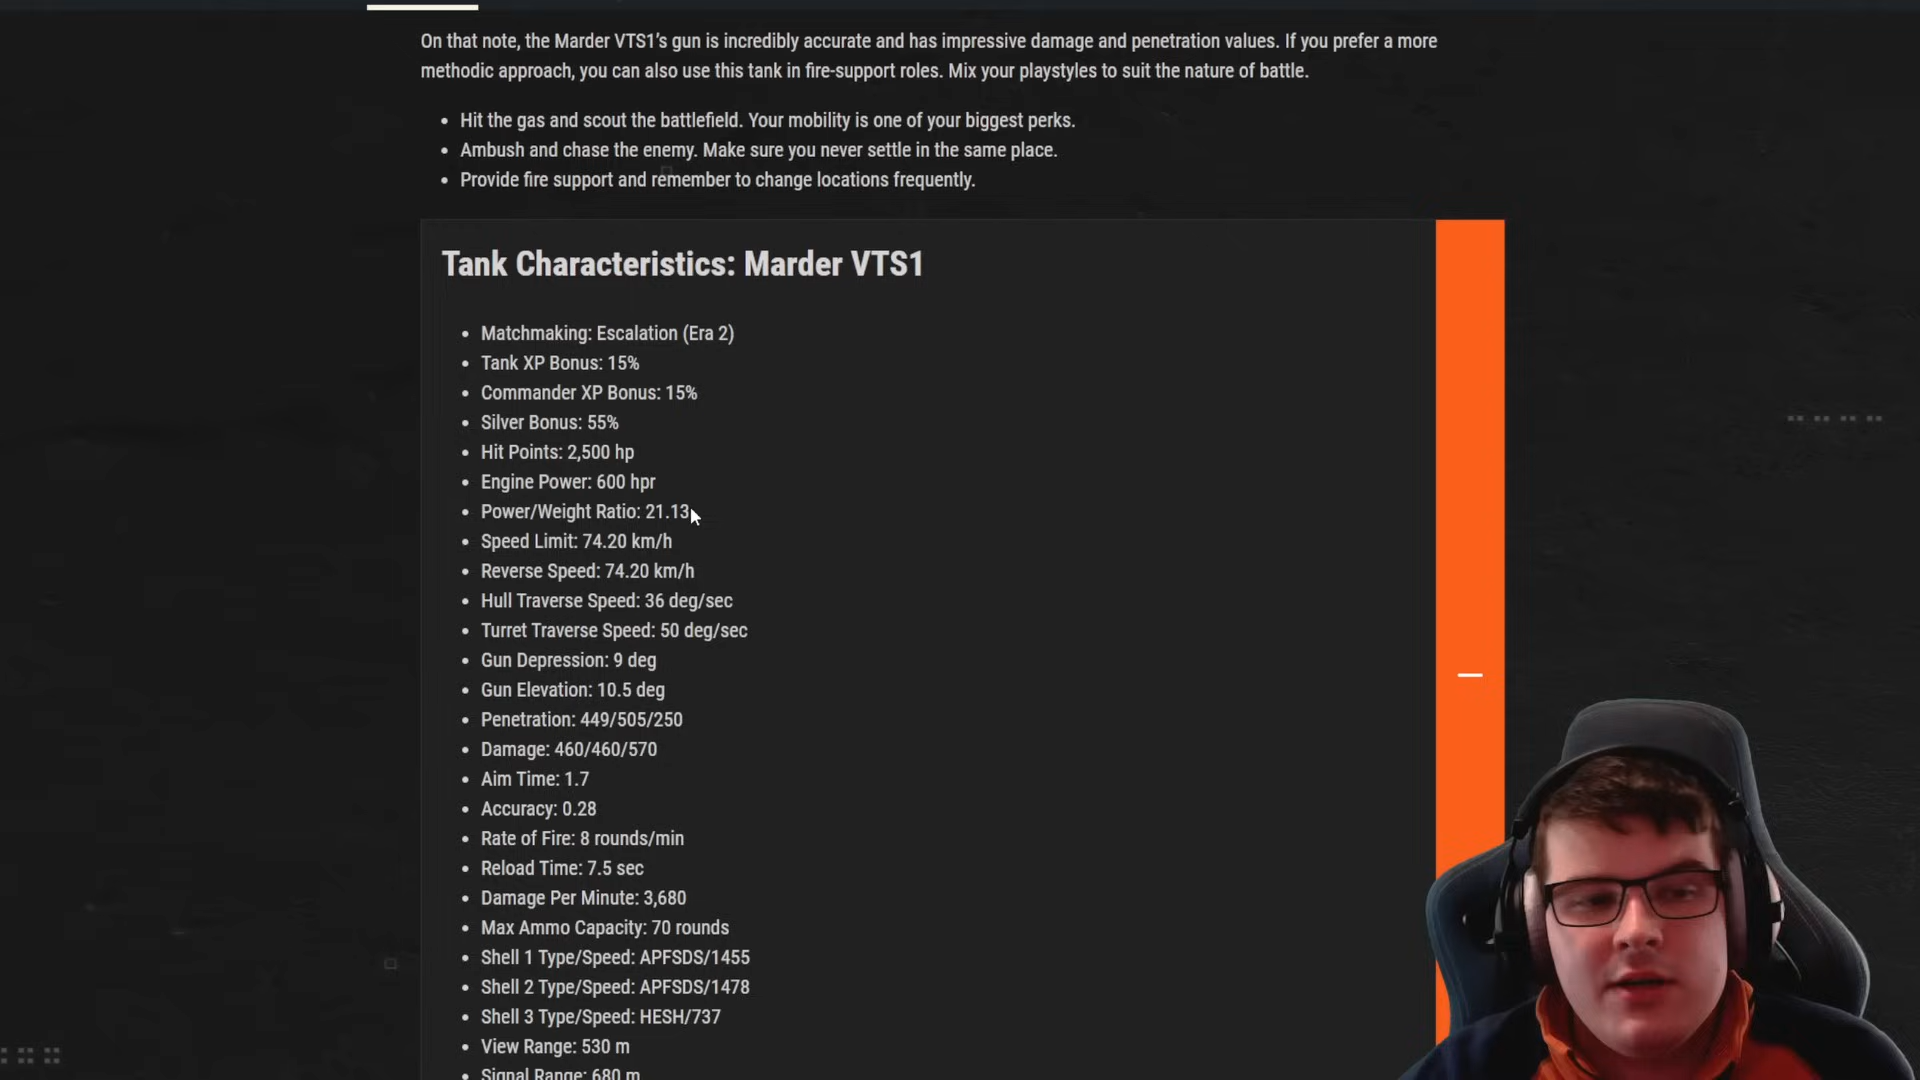 On that note, the Marder VTS1's gun is incredibly accurate and has impressive damage and penetration values. If you prefer a more
methodic approach, you can also use this tank in fire-support roles. Mix your playstyles to suit the nature of battle.
• Hit the gas and scout the battlefield. Your mobility is one of your biggest perks.
• Ambush and chase the enemy. Make sure you never settle in the same place.
• Provide fire support and remember to change locations frequently.
Tank Characteristics: Marder VTS1
• Matchmaking: Escalation (Era 2)
• Tank XP Bonus: 15%
• Commander XP Bonus: 15%
• Silver Bonus: 55%
• Hit Points: 2,500 hp
• Engine Power: 600 hpr
• Power/Weight Ratio: 21.13
• Speed Limit: 74.20 km/h
• Reverse Speed: 74.20 km/h
• Hull Traverse Speed: 36 deg/sec
• Turret Traverse Speed: 50 deg/sec
• Gun Depression: 9 deg
• Gun Elevation: 10.5 deg
• Penetration: 449/505/250
• Damage: 460/460/570
• Aim Time: 1.7
• Accuracy: 0.28
• Rate of Fire: 8 rounds/min
• Reload Time: 7.5 sec
• Damage Per Minute: 3,680
• Max Ammo Capacity: 70 rounds
• Shell 1 Type/Speed: APFSDS/1455
• Shell 2 Type/Speed: APFSDS/1478
• Shell 3 Type/Speed: HESH/737
• View Range: 530 m
• Signal Range: 680 m